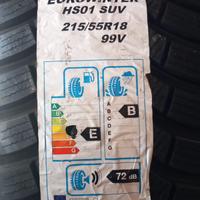 EUROWINTER
HS01 SUV
215/55R18
99V
A
B
C
D
E
F
G
E
ABCDEFG
B
72 dB